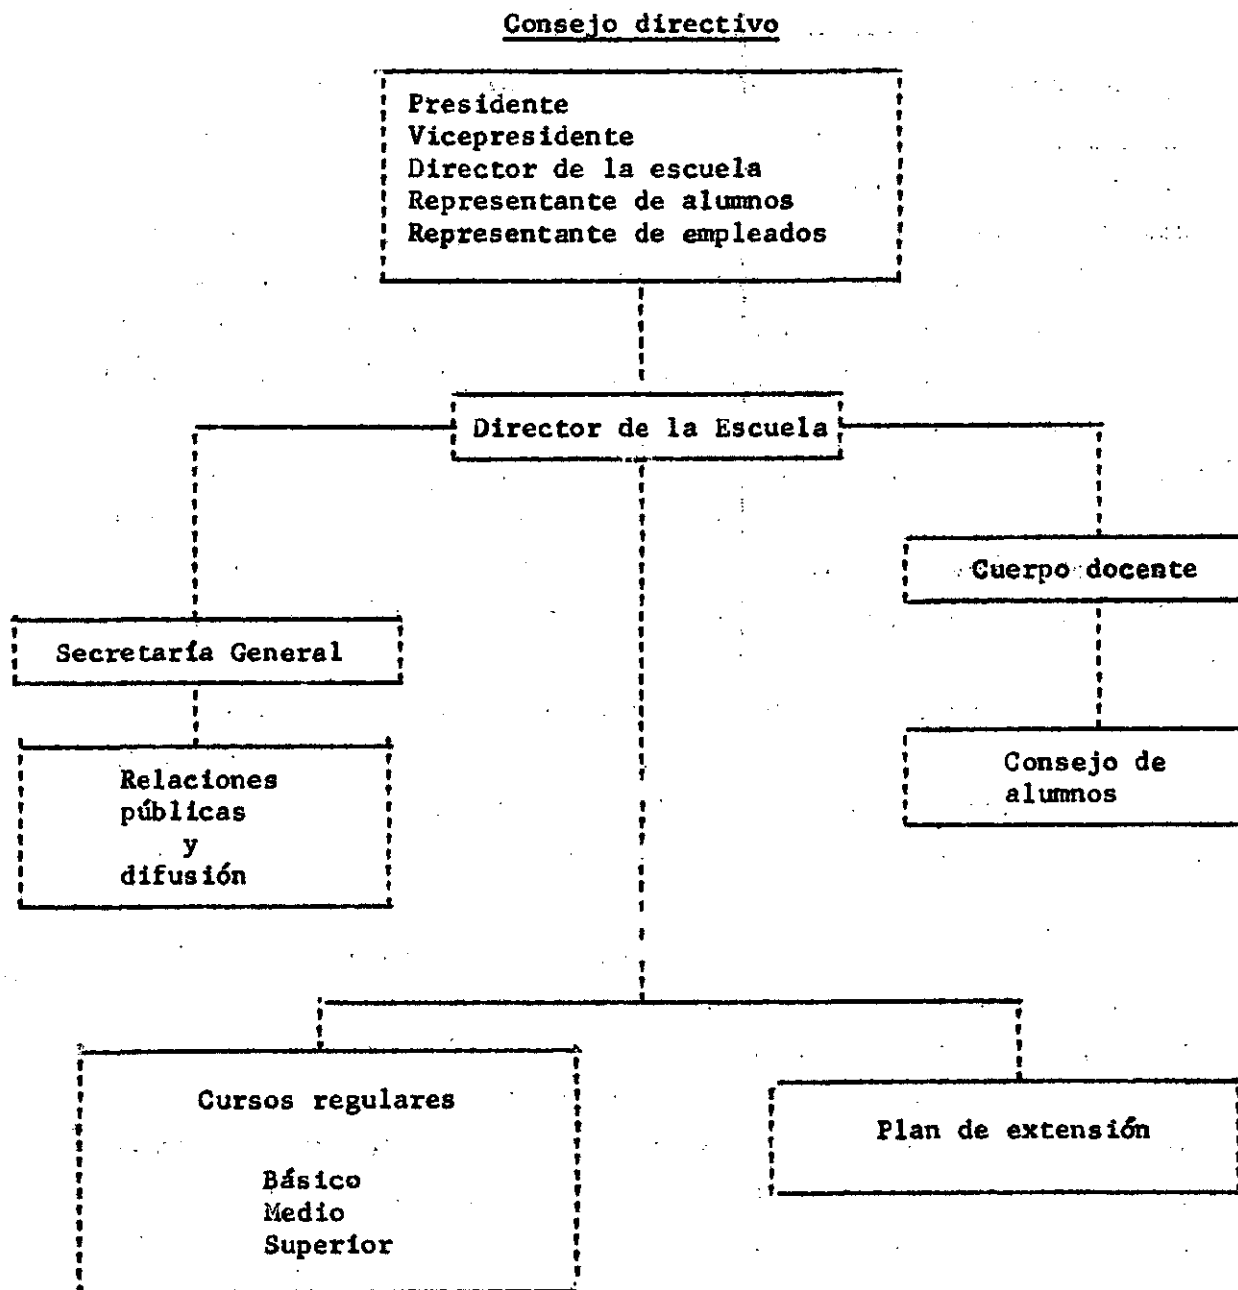 Consejo directivo
Presidente
Vicepresidente
Director de la escuela
Representante de alumnos
Representante de empleados
Director de la Escuela
Cuerpo docente
Secretaría General
Consejo de
alumnos
Relaciones
públicas
y
difusión
Cursos regulares
Básico
Medio
Superior
Plan de extensión